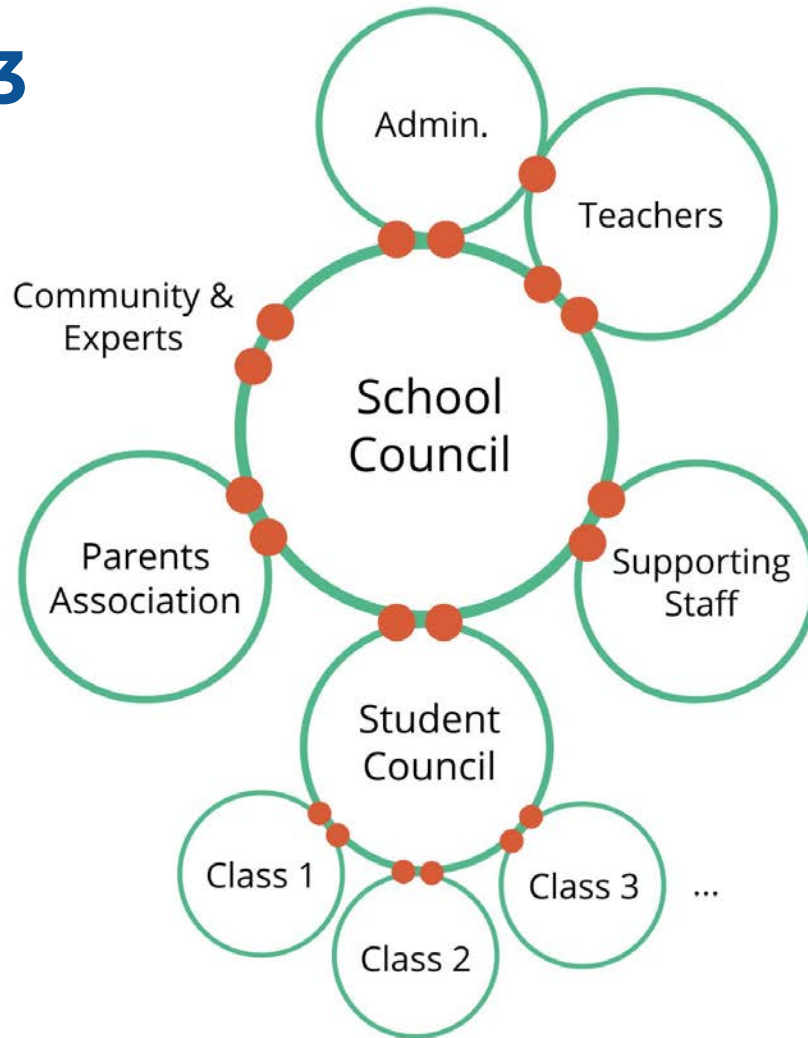 3
Admin.
Teachers
Community &
Experts
School
Council
Parents
Association
Supporting
Staff
Student
Council
Class 1
Class 2
Class 3
...